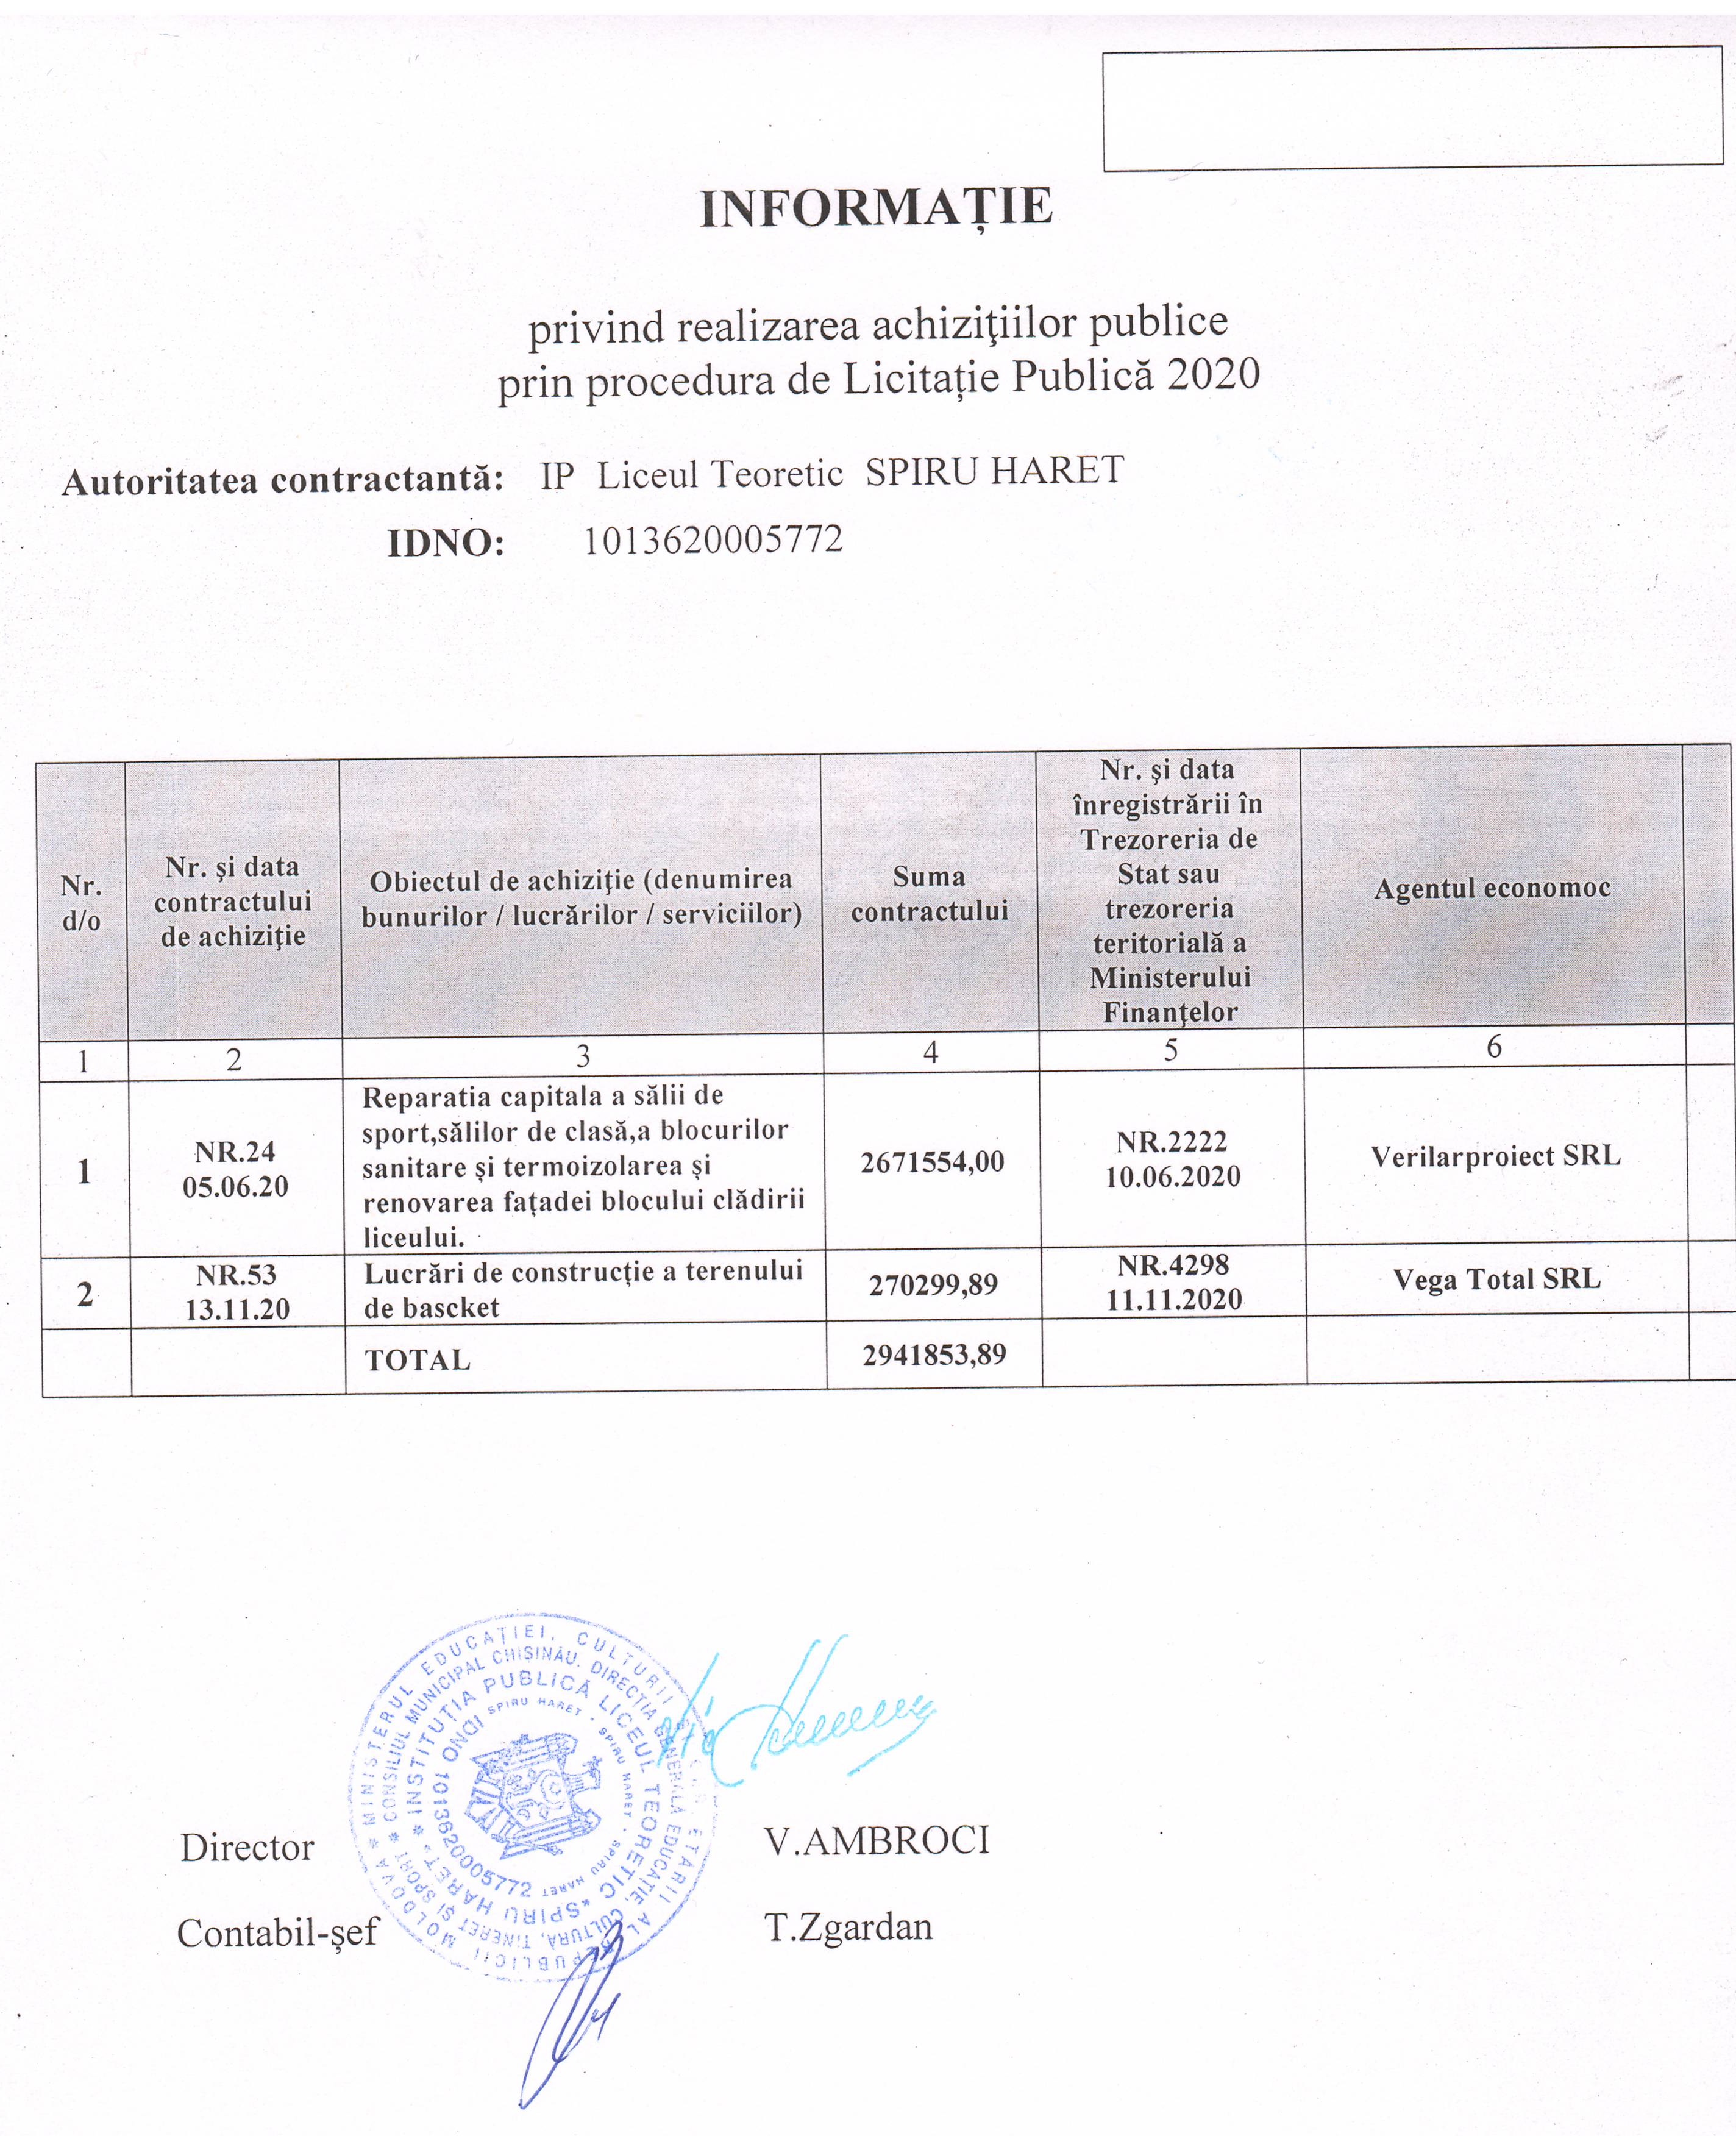 INFORMAȚIE
privind realizarea achiziţiilor publice
prin procedura de Licitație Publică 2020
Autoritatea contractantă: IP Liceul Teoretic SPIRU HARET
IDNO: 1013620005772
Nr. d/o
Nr. şi data contractului de achiziţie
Obiectul de achiziţie (denumirea bunurilor / lucrărilor / serviciilor)
Suma contractului
Nr. şi data înregistrării în Trezoreria de Stat sau trezoreria teritorială a Ministerului Finanţelor
Agentul economoc
1 2 3 4 5 6
1
NR.24
05.06.20
Reparatia capitala a sălii de
sport,sălilor de clasă,a blocurilor
sanitare și termoizolarea și
renovarea fațadei blocului clădirii
liceului.
2671554,00
NR.2222
10.06.2020
Verilarproiect SRL
2
NR.53
13.11.20
Lucrări de construcție a terenului
de bascket
270299,89
NR.4298
11.11.2020
Vega Total SRL
TOTAL 2941853,89
MINISTERUL EDUCAȚIEI, CULTURII ȘI CERCETĂRII AL REPUBLICII MOLDOVA
CONSILIUL MUNICIPAL CHIȘINĂU. DIRECȚIA GENERALĂ EDUCAȚIE, CULTURĂ, TINERET ȘI SPORT
INSTITUȚIA PUBLICĂ LICEUL TEORETIC «SPIRU HARET»
IDNO 1013620005772
SPIRU HARET · SPIRU HARET · SPIRU HARET
Director V.AMBROCI
Contabil-șef T.Zgardan